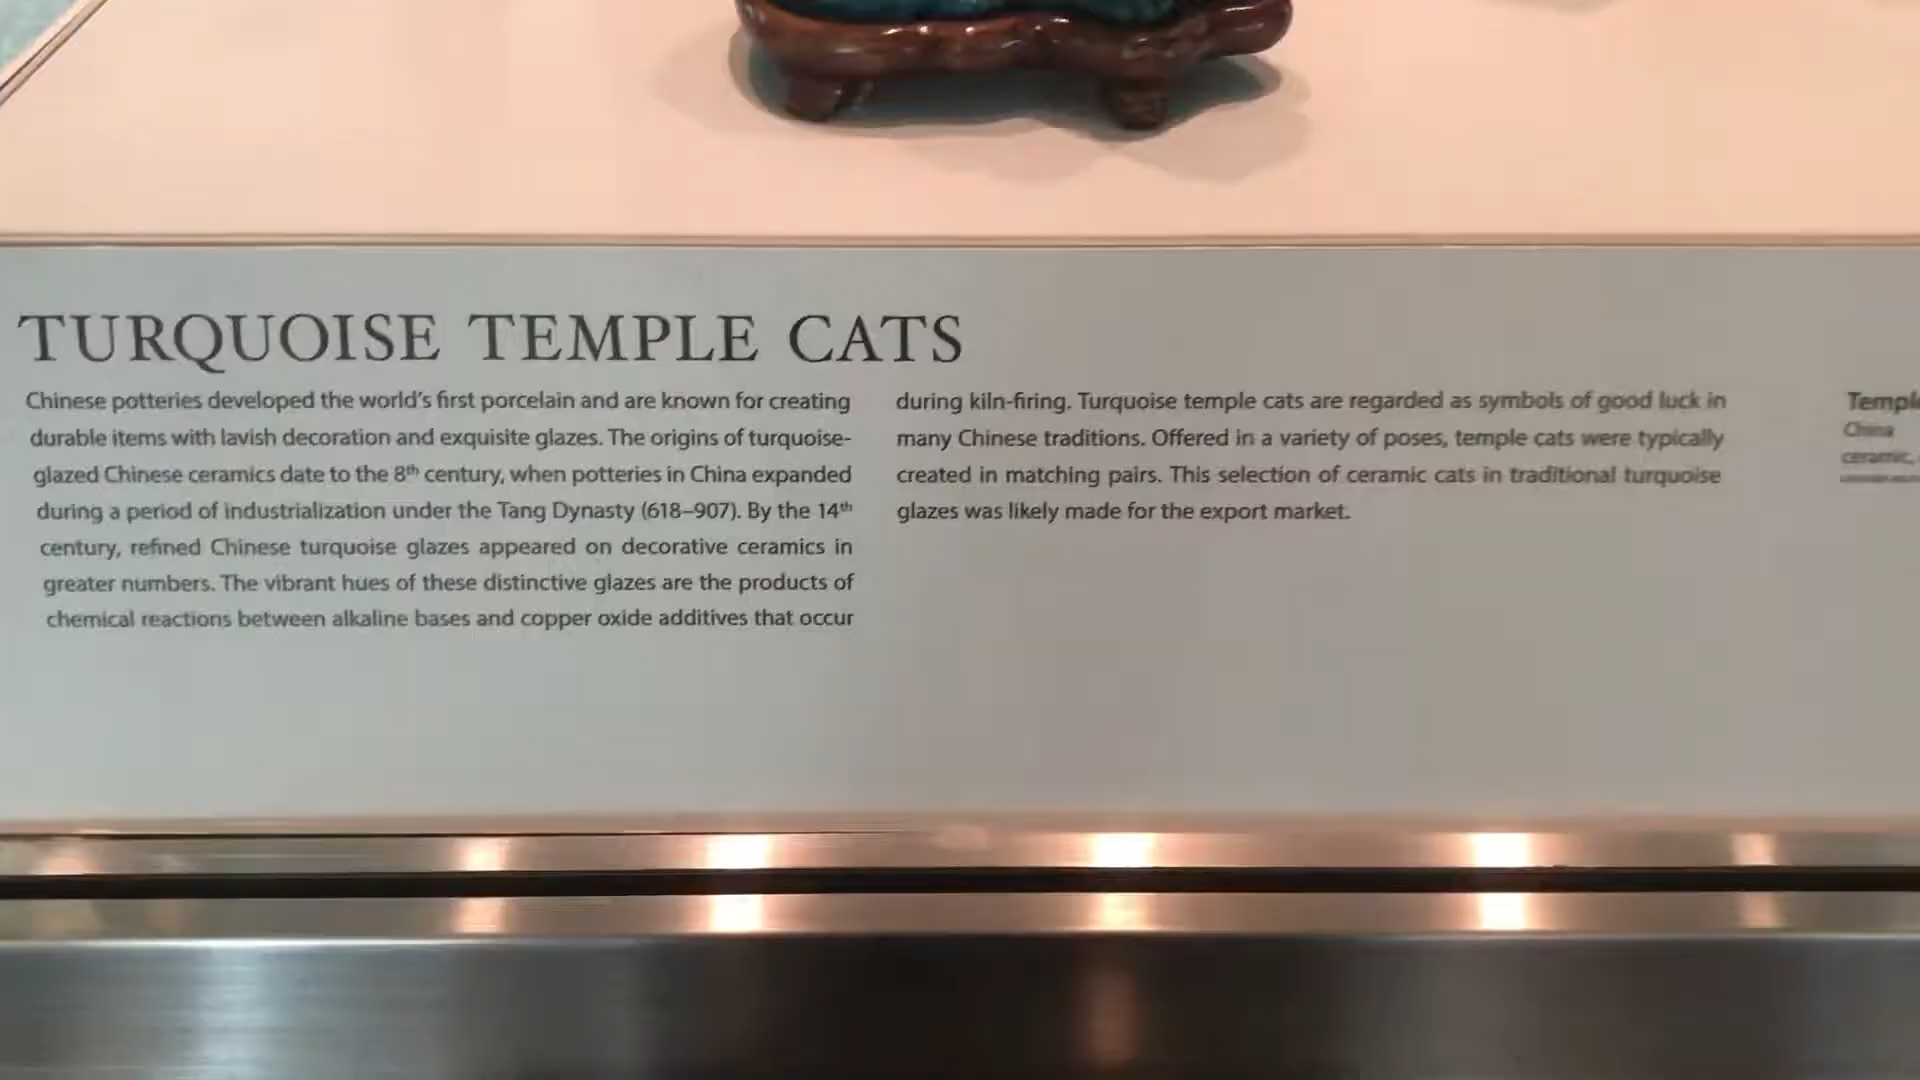 TURQUOISE TEMPLE CATS
Chinese potteries developed the world's first porcelain and are known for creating
durable items with lavish decoration and exquisite glazes. The origins of turquoise-
glazed Chinese ceramics date to the 8th century, when potteries in China expanded
during a period of industrialization under the Tang Dynasty (618–907). By the 14th
century, refined Chinese turquoise glazes appeared on decorative ceramics in
greater numbers. The vibrant hues of these distinctive glazes are the products of
chemical reactions between alkaline bases and copper oxide additives that occur
during kiln-firing. Turquoise temple cats are regarded as symbols of good luck in
many Chinese traditions. Offered in a variety of poses, temple cats were typically
created in matching pairs. This selection of ceramic cats in traditional turquoise
glazes was likely made for the export market.
Temple
China
ceramic,